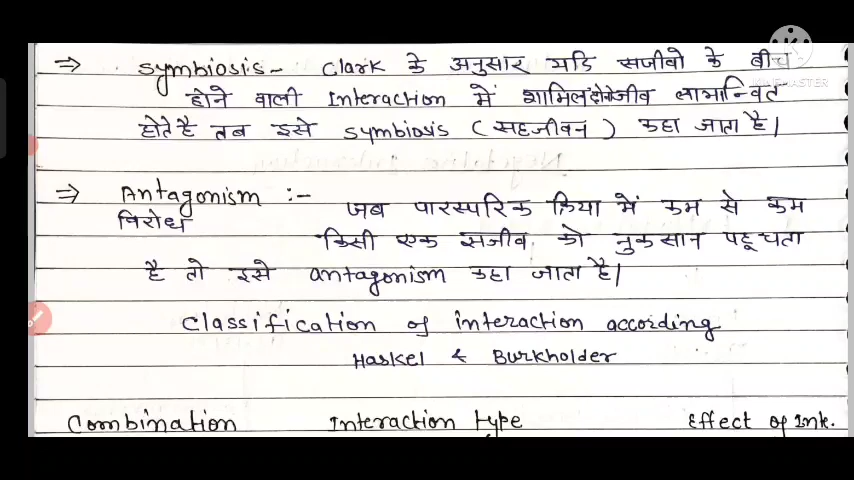 ⇒ Symbiosis - Clark के अनुसार यदि सजीवो के बीच
होने वाली Interaction में शामिल दोनो जीव लाभान्वित
होते है तब इसे symbiosis (सहजीवन) कहा जाता है।
⇒ Antagonism :-
विरोध
जब पारस्परिक क्रिया में कम से कम
किसी एक सजीव को नुकसान पहूचता
है तो इसे antagonism कहा जाता है।
Classification of interaction according
Haskel & Burkholder
Combination Interaction type Effect of Int.